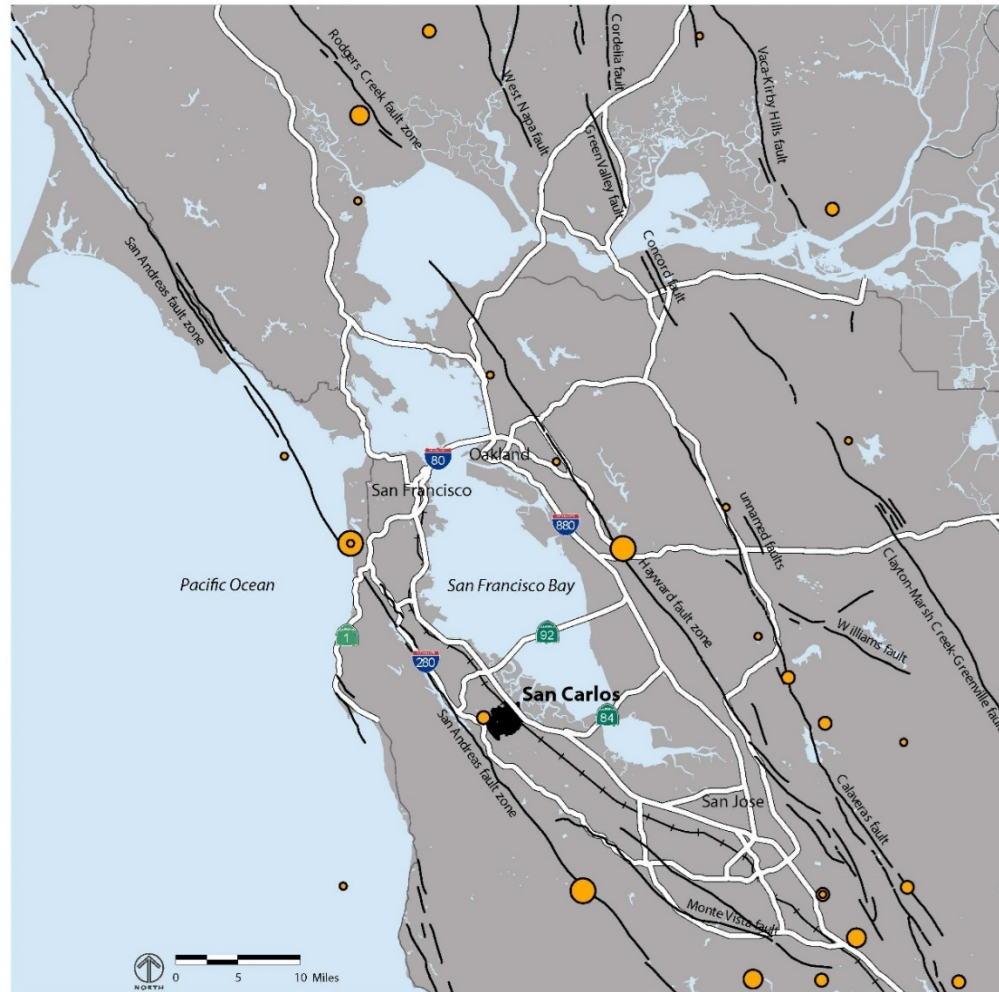 Rodgers Creek fault zone
West Napa fault
Cordelia fault
Green Valley fault
Vaca-Kirby Hills fault
San Andreas fault zone
Concord fault
80
Oakland
San Francisco
880
unnamed faults
Clayton-Marsh Creek-Greenville fault
Pacific Ocean
San Francisco Bay
Hayward fault zone
1
92
Williams fault
280
San Carlos
84
San Andreas fault zone
San Jose
Calaveras fault
Monte Vista fault
NORTH
0 5 10 Miles